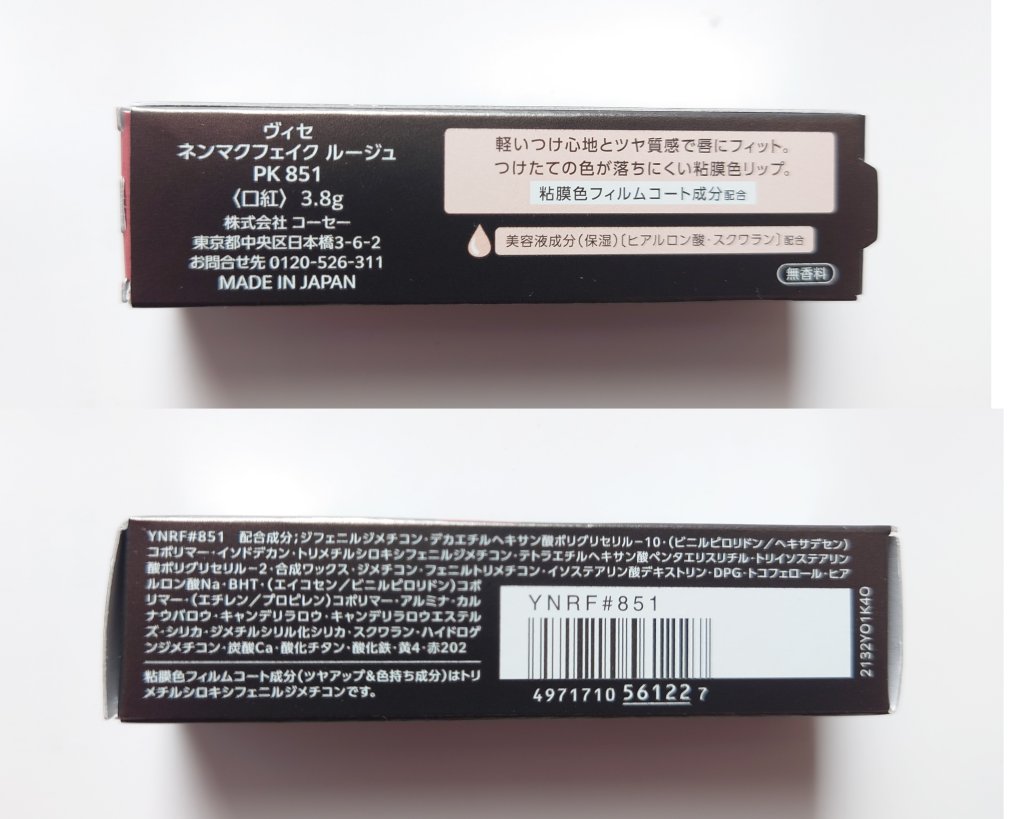 ヴィセ
ネンマクフェイク ルージュ
PK 851
〈口紅〉 3.8g
株式会社 コーセー
東京都中央区日本橋3-6-2
お問合せ先 0120-526-311
MADE IN JAPAN
軽いつけ心地とツヤ質感で唇にフィット。
つけたての色が落ちにくい粘膜色リップ。
粘膜色フィルムコート成分配合
美容液成分(保湿)〔ヒアルロン酸・スクワラン〕配合
無香料
YNRF#851 配合成分;ジフェニルジメチコン・デカエチルヘキサン酸ポリグリセリル-10・(ビニルピロリドン/ヘキサデセン)
コポリマー・イソドデカン・トリメチルシロキシフェニルジメチコン・テトラエチルヘキサン酸ペンタエリスリチル・トリイソステアリン
酸ポリグリセリル-2・合成ワックス・ジメチコン・フェニルトリメチコン・イソステアリン酸デキストリン・DPG・トコフェロール・ヒア
ルロン酸Na・BHT・(エイコセン/ビニルピロリドン)コポ
リマー・(エチレン/プロピレン)コポリマー・アルミナ・カル
ナウバロウ・キャンデリラロウ・キャンデリラロウエステル
ズ・シリカ・ジメチルシリル化シリカ・スクワラン・ハイドロゲ
ンジメチコン・炭酸Ca・酸化チタン・酸化鉄・黄4・赤202
粘膜色フィルムコート成分(ツヤアップ&色持ち成分)はトリ
メチルシロキシフェニルジメチコンです。
YNRF#851
4971710 561227
2132YO1K4O